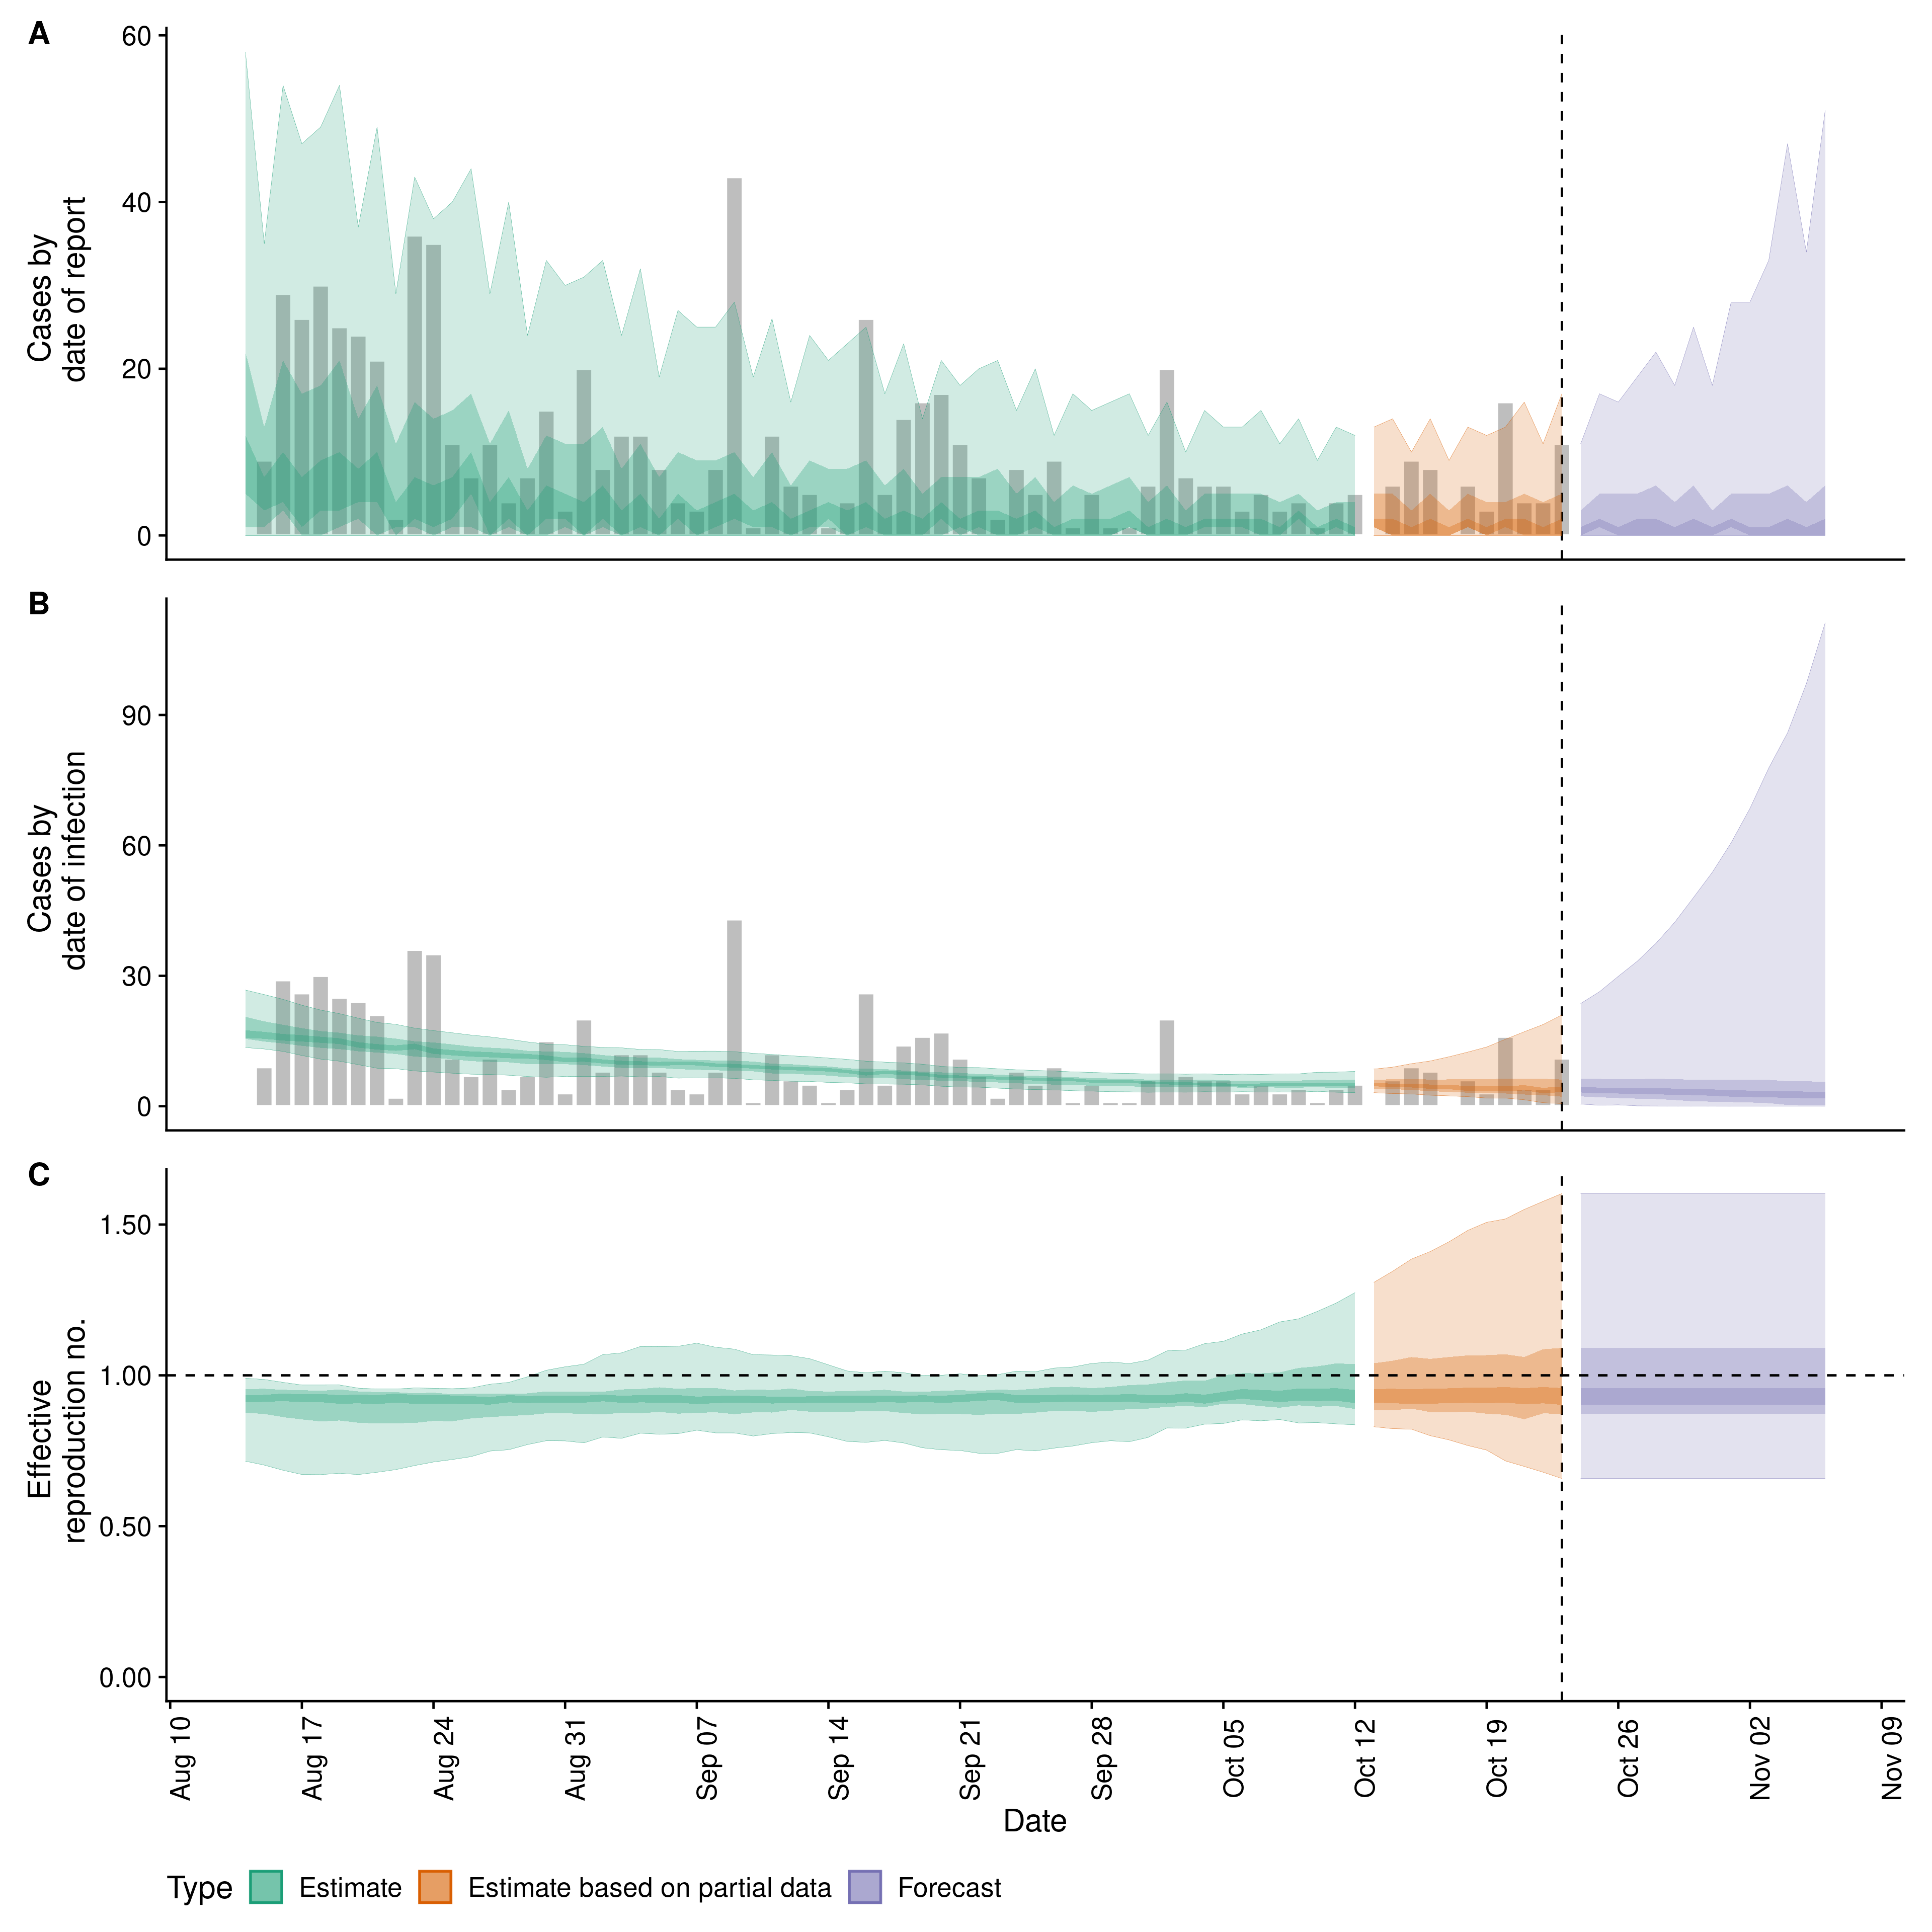 A
60
40
20
0
Cases by
date of report
B
90
60
30
0
Cases by
date of infection
C
1.50
1.00
0.50
0.00
Effective
reproduction no.
Aug 10
Aug 17
Aug 24
Aug 31
Sep 07
Sep 14
Sep 21
Sep 28
Oct 05
Oct 12
Oct 19
Oct 26
Nov 02
Nov 09
Date
Type Estimate Estimate based on partial data Forecast